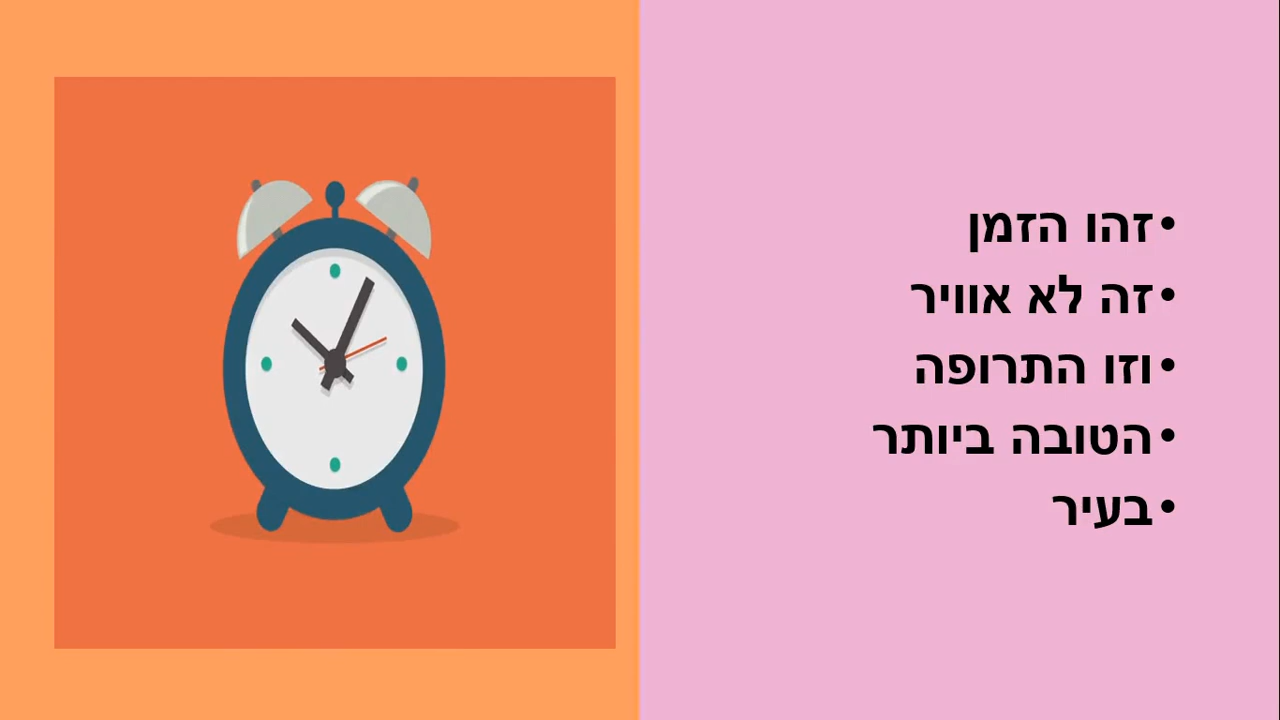 •זהו הזמן
•זה לא אוויר
•וזו התרופה
•הטובה ביותר
•בעיר